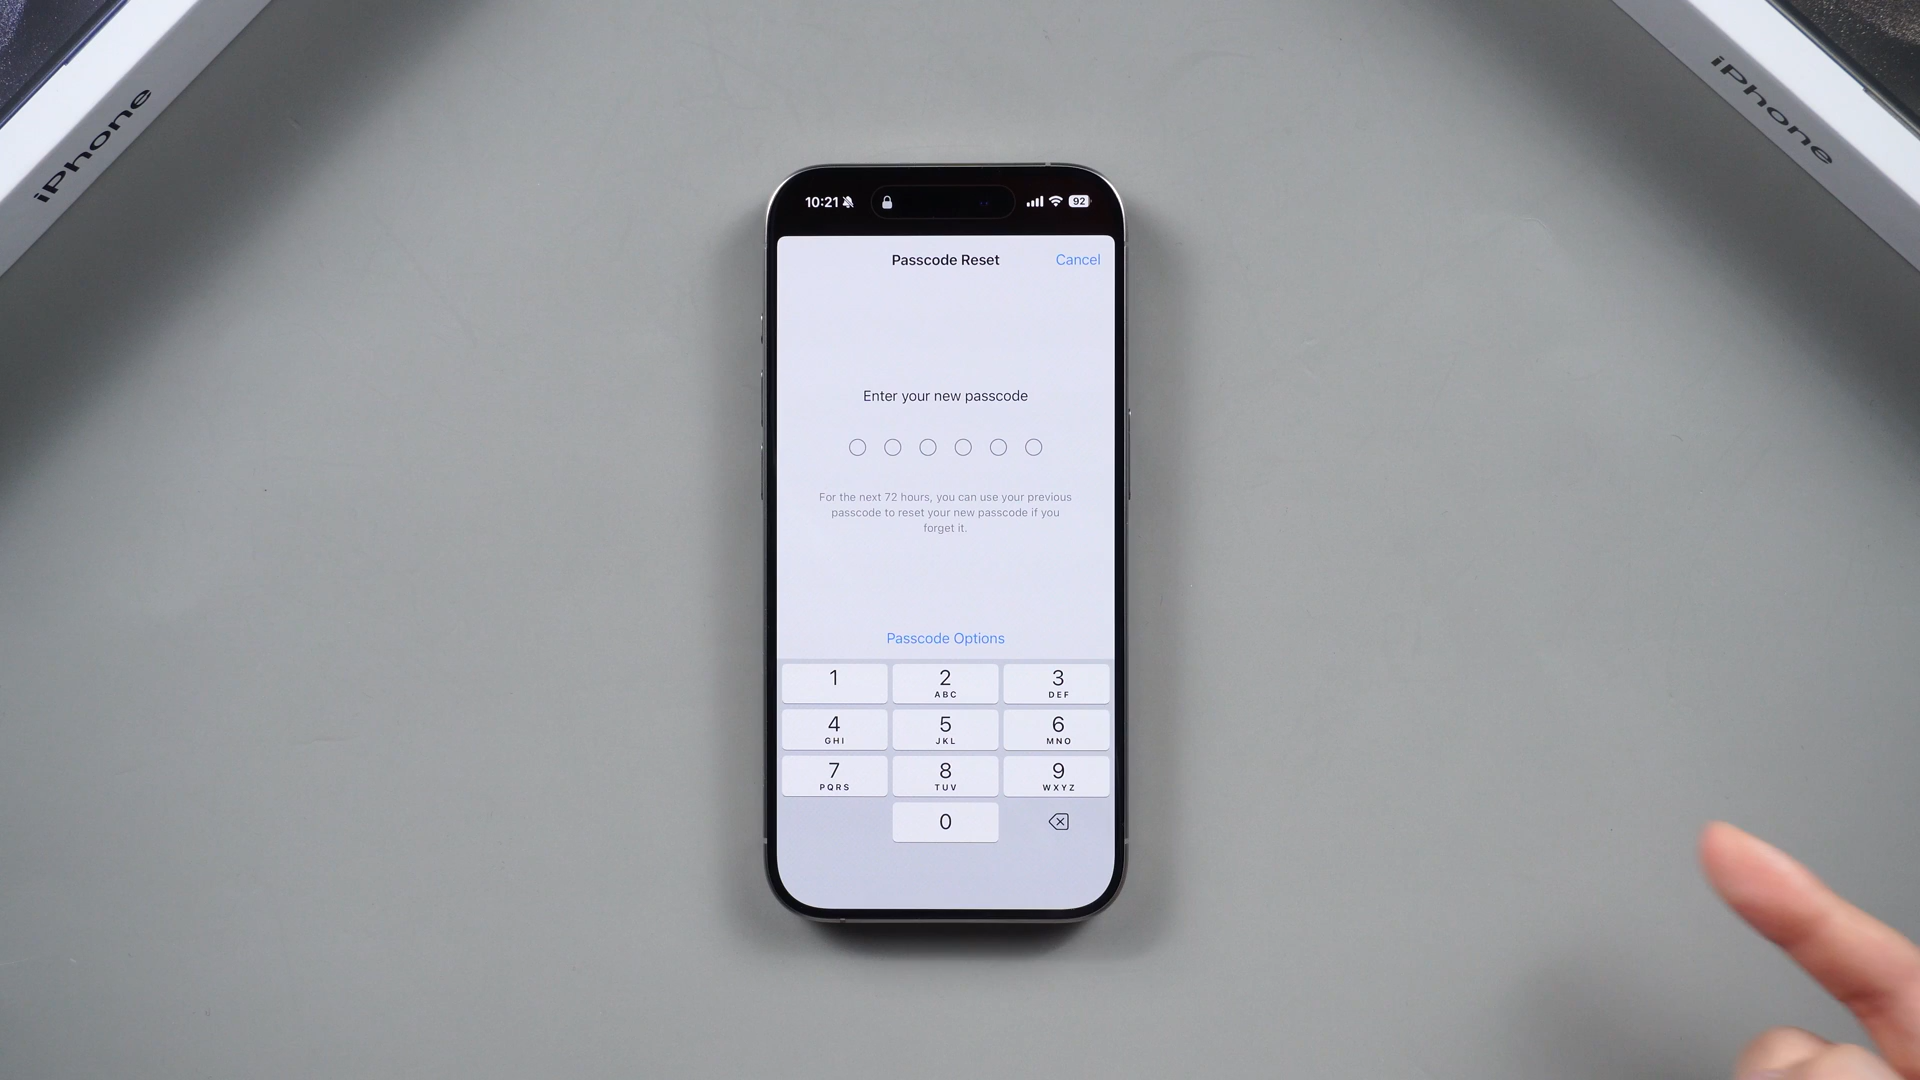 iPhone
iPhone
10:21
92
Passcode Reset
Cancel
Enter your new passcode
For the next 72 hours, you can use your previous
passcode to reset your new passcode if you
forget it.
Passcode Options
1
2
ABC
3
DEF
4
GHI
5
JKL
6
MNO
7
PQRS
8
TUV
9
WXYZ
0